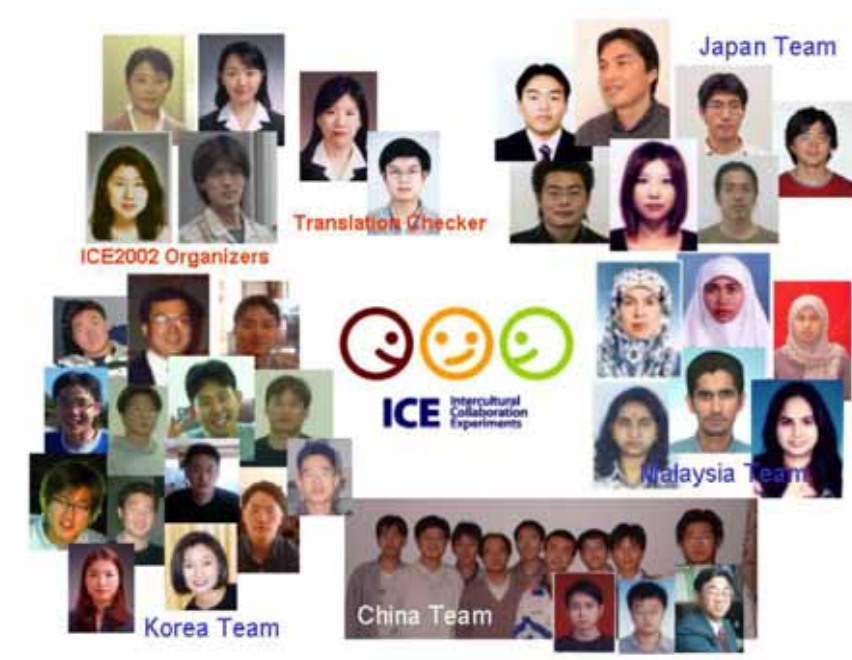 Japan Team
Translation Checker
ICE2002 Organizers
ICE Intercultural
Collaboration
Experiments
Malaysia Team
China Team
Korea Team